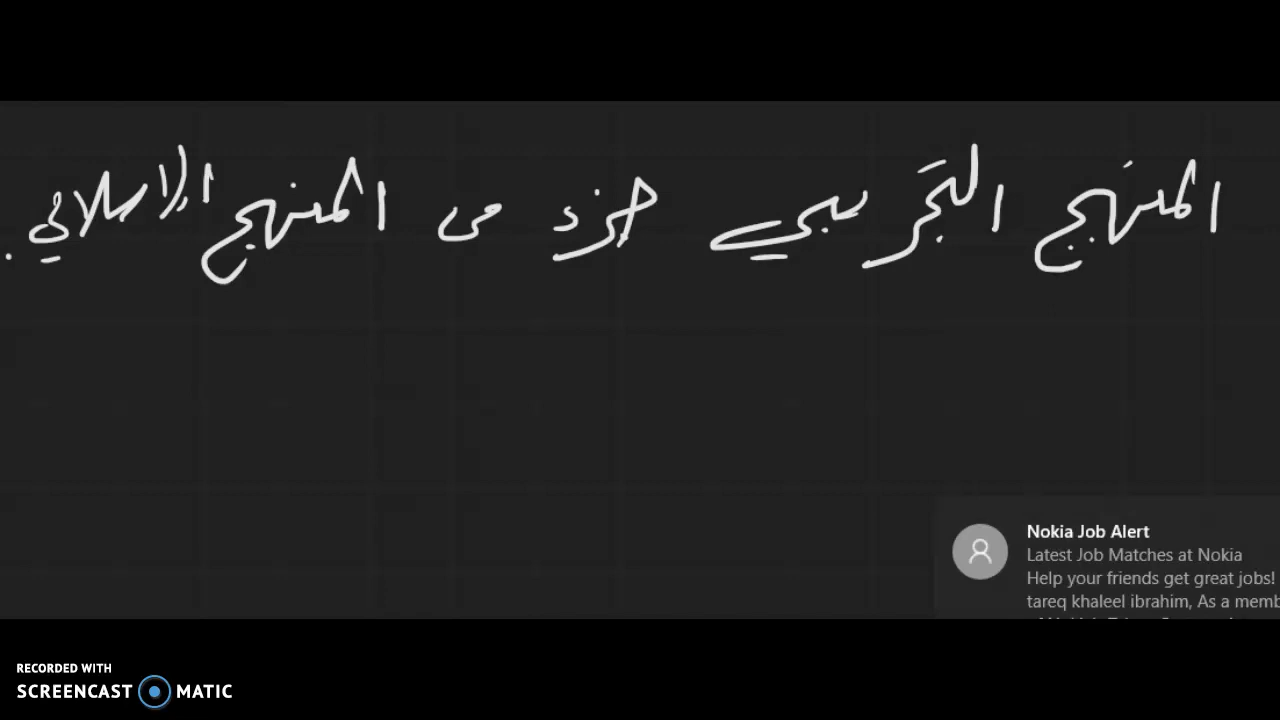 المنهج التجريبي جزء من المنهج الإسلامي.
Nokia Job Alert
Latest Job Matches at Nokia
Help your friends get great jobs!
tareq khaleel ibrahim, As a memb
RECORDED WITH
SCREENCAST MATIC